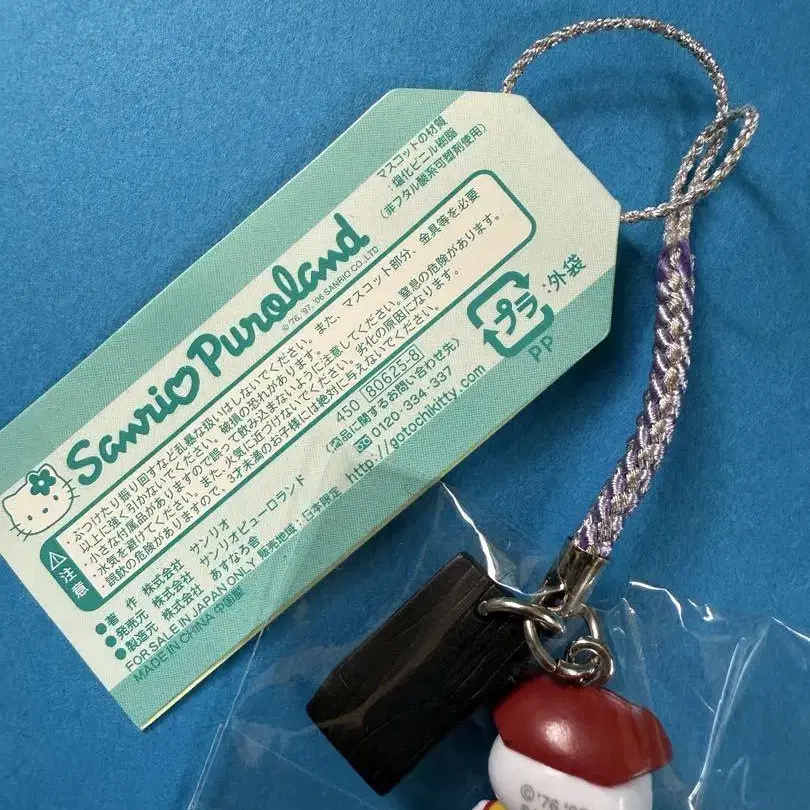 マスコットの材質
:塩化ビニル樹脂
(非フタル酸系可塑剤使用)
Sanrio Puroland
©'76, '97, '06 SANRIO CO.,LTD
注意
・ぶつけたり振り回すなど乱暴な扱いはしないでください。また、マスコット部分、金具等を必要
以上に強く引かないでください。破壊の恐れがあります。
・小さな付属品がありますので誤って飲み込まないように注意してください。窒息の危険があります。
・水気を避けてください。また、火気に近づけないでください。劣化の原因になります。
誤飲の危険がありますので、3才未満のお子様には絶対に与えないでください。
プラ
:外袋
PP
450 80625-8
●著 作 株式会社 サンリオ
●発売元 株式会社 サンリオピューロランド
●製造元 株式会社 あすなろ舎 販売地域:日本限定
(商品に関するお問い合わせ先)
0120-334-337
http://gotochikitty.com
FOR SALE IN JAPAN ONLY
MADE IN CHINA 中国製
©'76,